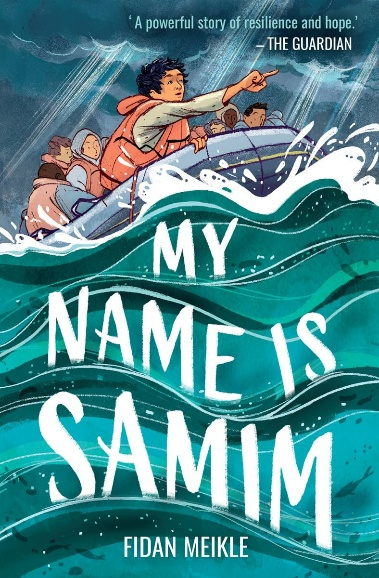 ‘ A powerful story of resilience and hope.’
– THE GUARDIAN
MY
NAME IS
SAMIM
FIDAN MEIKLE